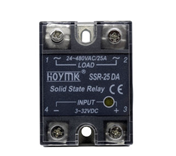 1 24-480VAC/25A 2
LOAD
HOYMK SSR-25 DA
Solid State Relay
INPUT
4 3-32VDC 3